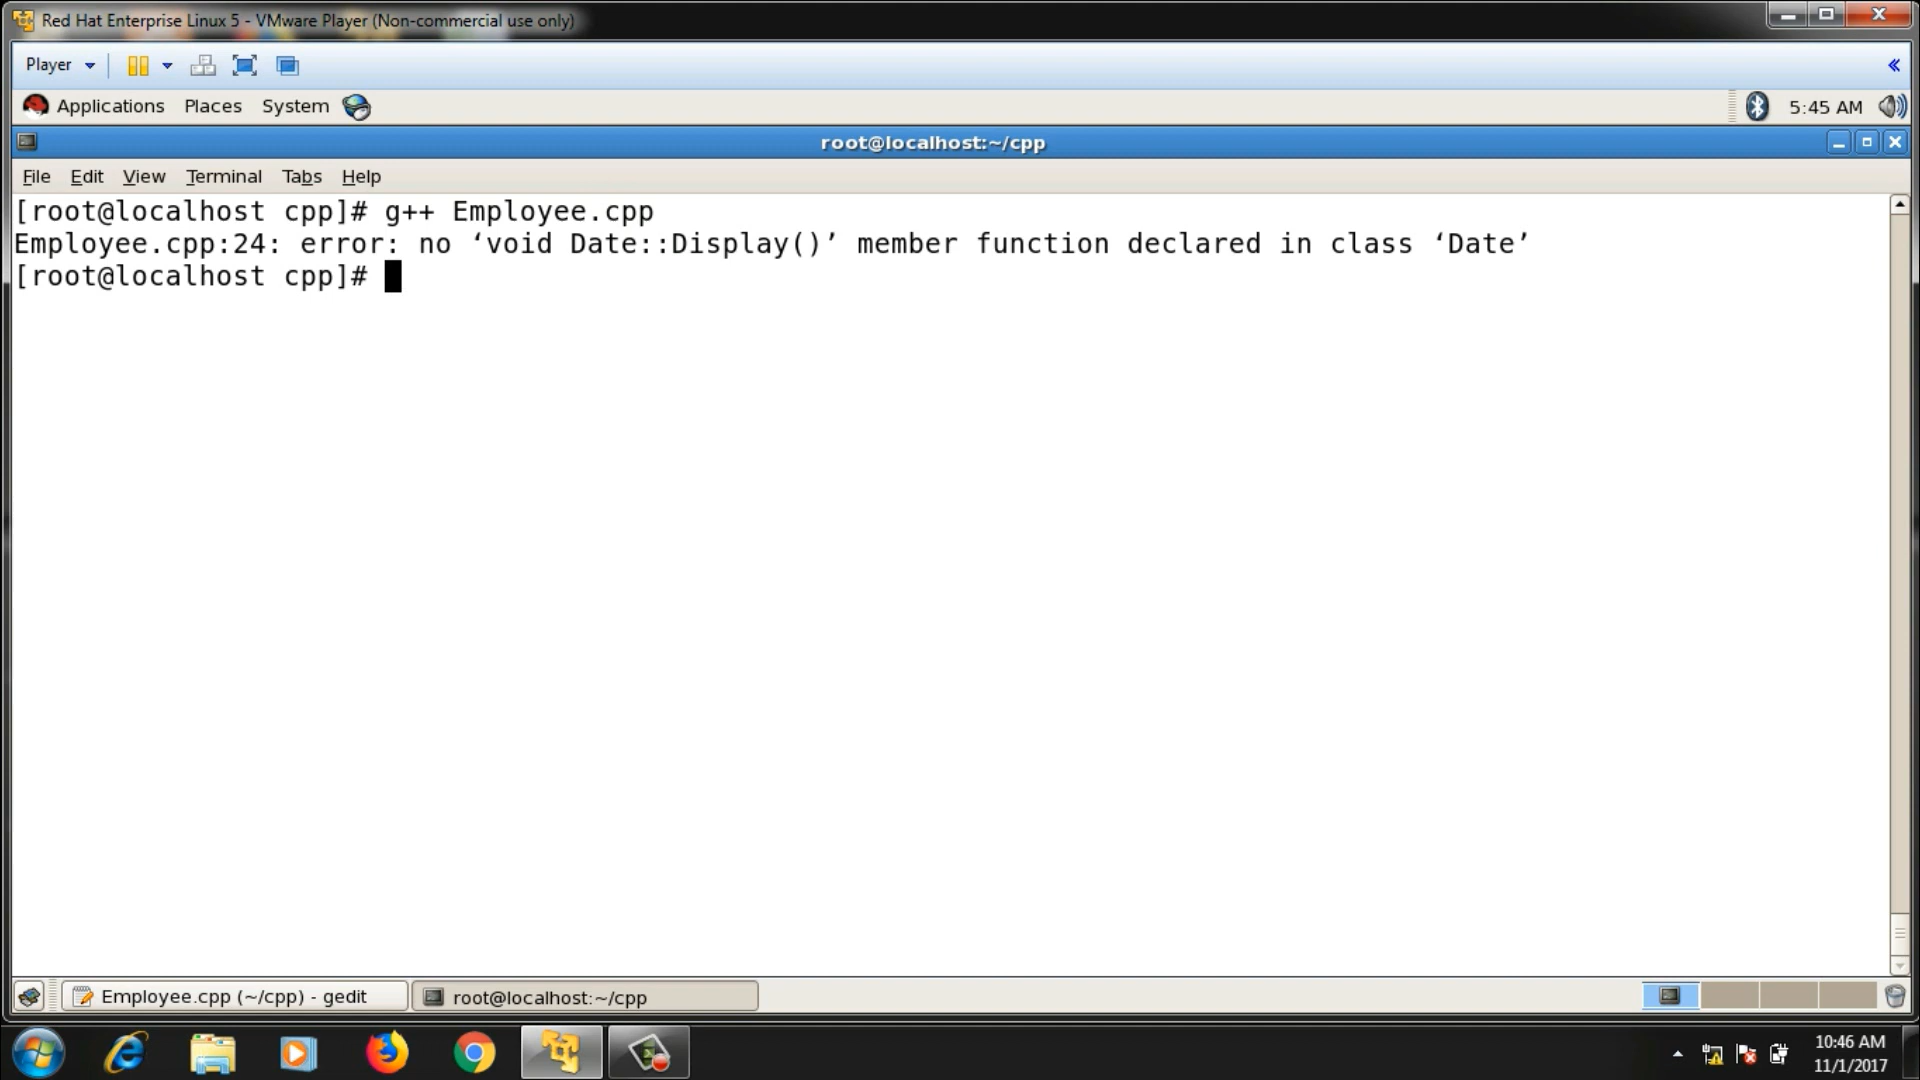 Red Hat Enterprise Linux 5 - VMware Player (Non-commercial use only)
Player
Applications Places System 5:45 AM
root@localhost:~/cpp
File Edit View Terminal Tabs Help
[root@localhost cpp]# g++ Employee.cpp
Employee.cpp:24: error: no ‘void Date::Display()’ member function declared in class ‘Date’
[root@localhost cpp]#
Employee.cpp (~/cpp) - gedit root@localhost:~/cpp
10:46 AM
11/1/2017